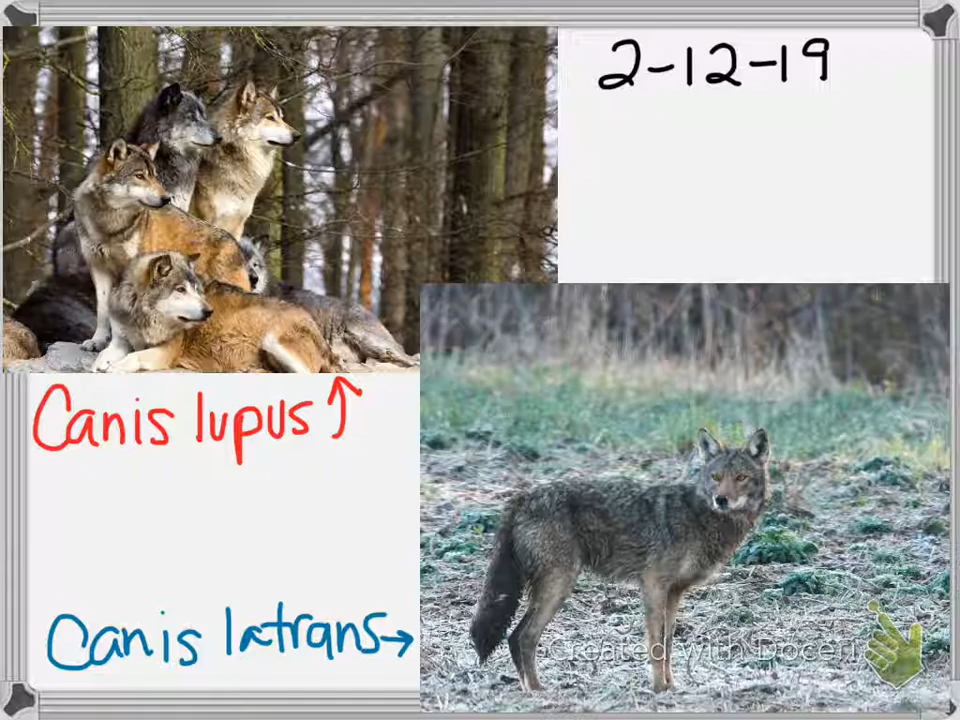 2-12-19
Canis lupus ↑
Canis latrans →
Created with Doceri